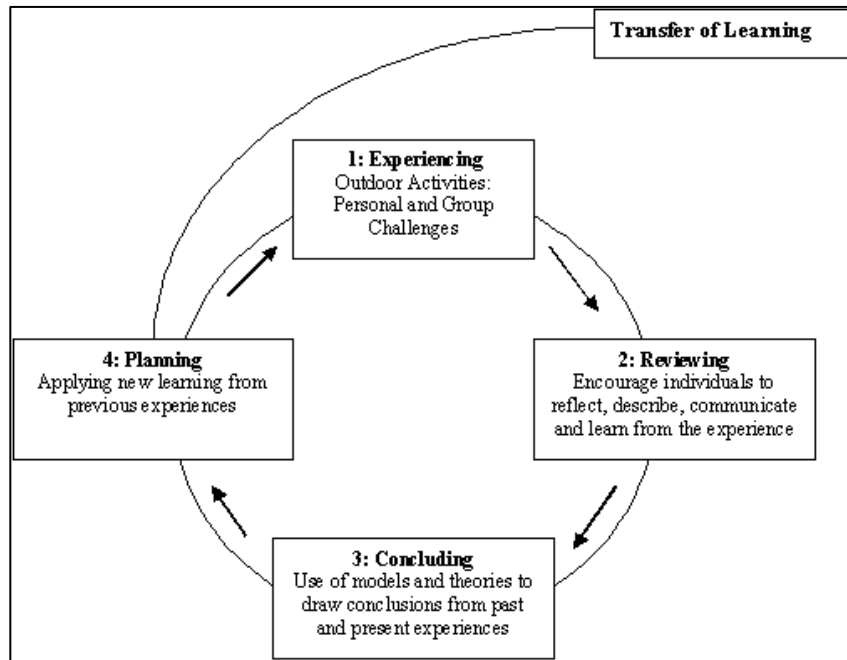 Transfer of Learning
1: Experiencing
Outdoor Activities:
Personal and Group
Challenges
2: Reviewing
Encourage individuals to
reflect, describe, communicate
and learn from the experience
3: Concluding
Use of models and theories to
draw conclusions from past
and present experiences
4: Planning
Applying new learning from
previous experiences